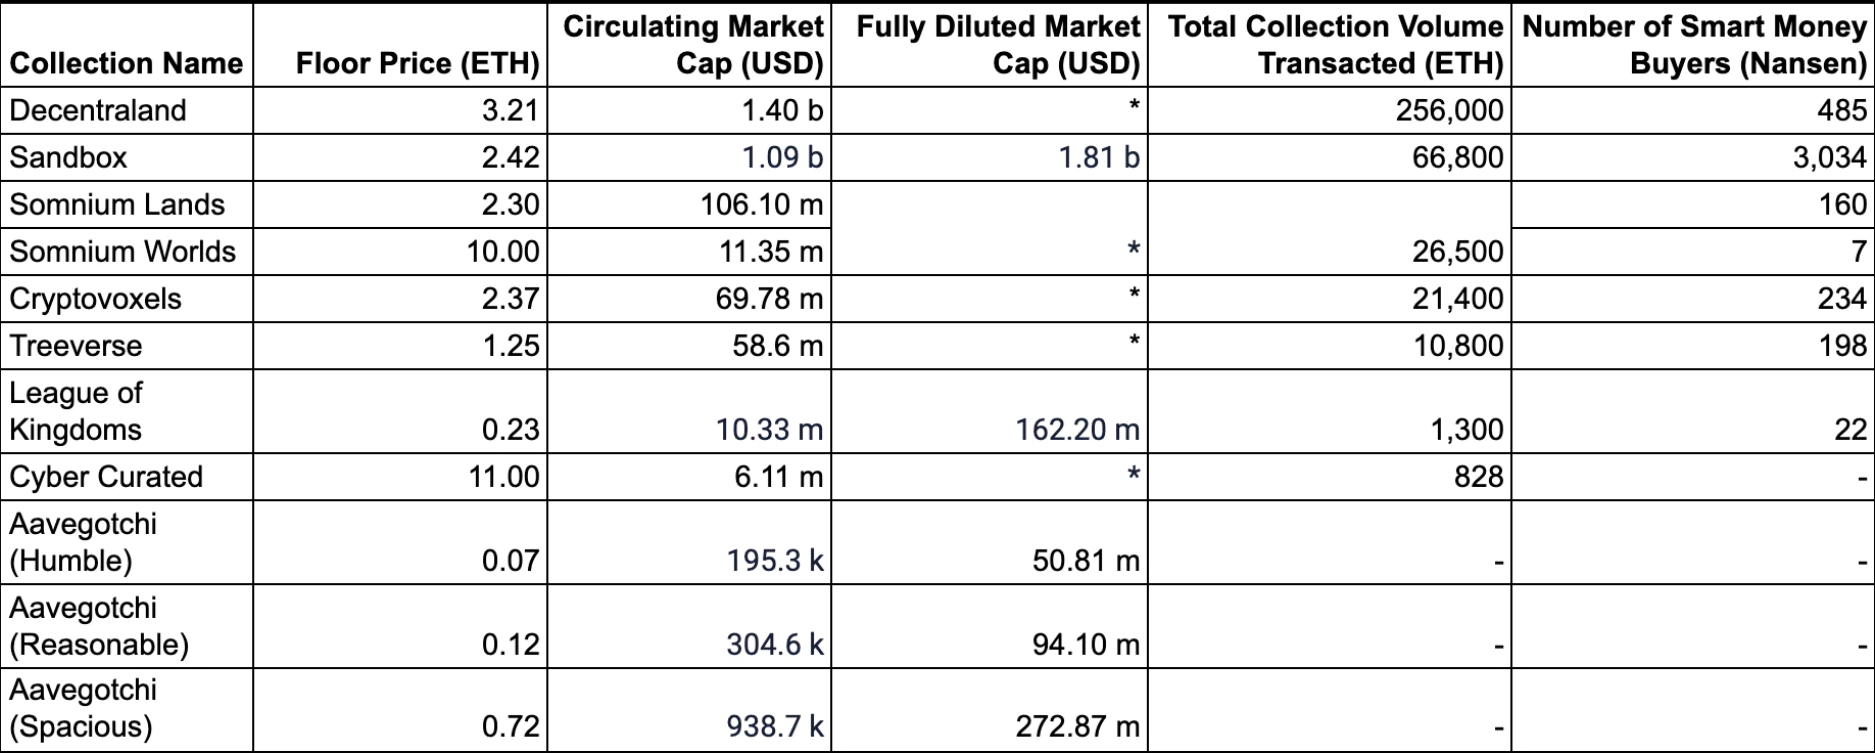 Collection Name Floor Price (ETH) Circulating Market Cap (USD) Fully Diluted Market Cap (USD) Total Collection Volume Transacted (ETH) Number of Smart Money Buyers (Nansen)
Decentraland 3.21 1.40 b * 256,000 485
Sandbox 2.42 1.09 b 1.81 b 66,800 3,034
Somnium Lands 2.30 106.10 m 160
Somnium Worlds 10.00 11.35 m * 26,500 7
Cryptovoxels 2.37 69.78 m * 21,400 234
Treeverse 1.25 58.6 m * 10,800 198
League of
Kingdoms 0.23 10.33 m 162.20 m 1,300 22
Cyber Curated 11.00 6.11 m * 828 -
Aavegotchi
(Humble) 0.07 195.3 k 50.81 m - -
Aavegotchi
(Reasonable) 0.12 304.6 k 94.10 m - -
Aavegotchi
(Spacious) 0.72 938.7 k 272.87 m - -